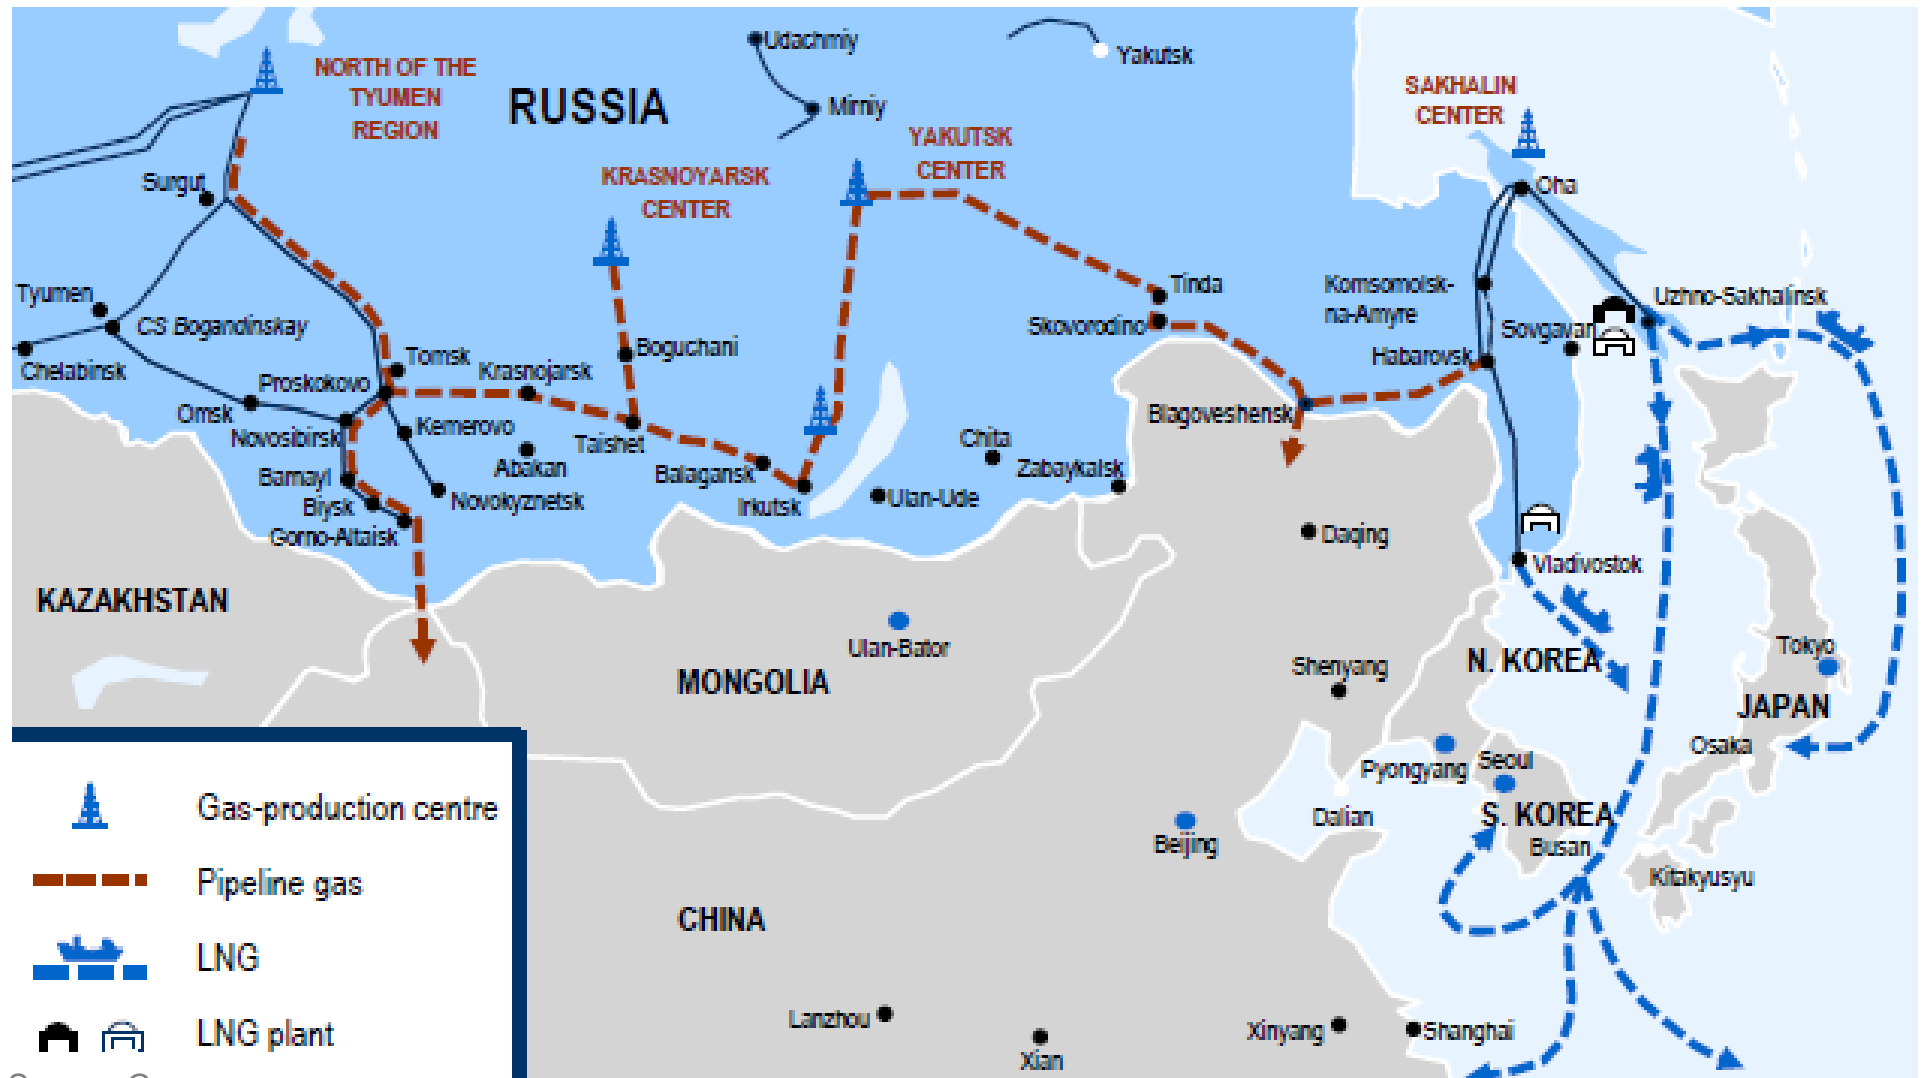 Udachmiy
Yakutsk
NORTH OF THE
TYUMEN
REGION
RUSSIA
Mirniy
SAKHALIN
CENTER
YAKUTSK
CENTER
KRASNOYARSK
CENTER
Surgut
Oha
Tyumen
CS Bogandinskay
Chelabinsk
Tinda
Skovorodino
Komsomolsk-
na-Amyre
Uzhno-Sakhalinsk
Sovgavan
Habarovsk
Boguchani
Tomsk
Proskokovo
Krasnojarsk
Omsk
Novosibirsk
Kemerovo
Taishet
Blagoveshensk
Abakan
Balagansk
Chita
Zabaykalsk
Barnayl
Biysk
Novokyznetsk
Irkutsk
Ulan-Ude
Gorno-Altaisk
Daqing
Vladivostok
KAZAKHSTAN
Ulan-Bator
MONGOLIA
Shenyang
N. KOREA
Tokyo
JAPAN
Osaka
Pyongyang
Seoul
S. KOREA
Dalian
Beijing
Busan
Kitakyusyu
CHINA
Lanzhou
Xian
Xinyang
Shanghai
Gas-production centre
Pipeline gas
LNG
LNG plant